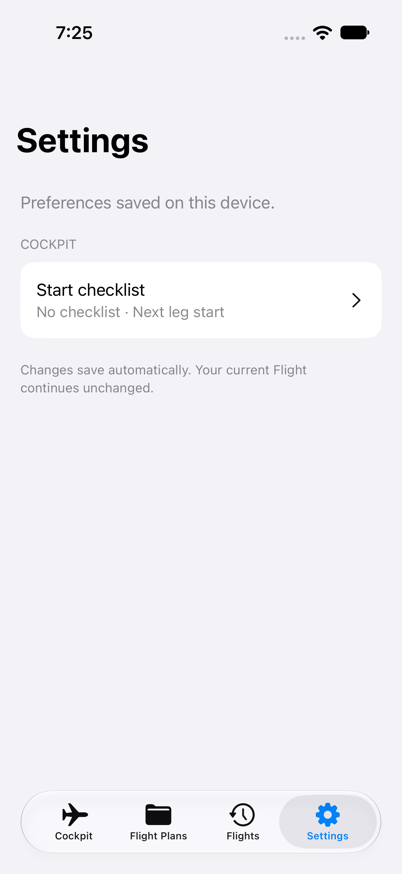 7:25
Settings
Preferences saved on this device.
COCKPIT
Start checklist
No checklist · Next leg start
Changes save automatically. Your current Flight
continues unchanged.
Cockpit
Flight Plans
Flights
Settings